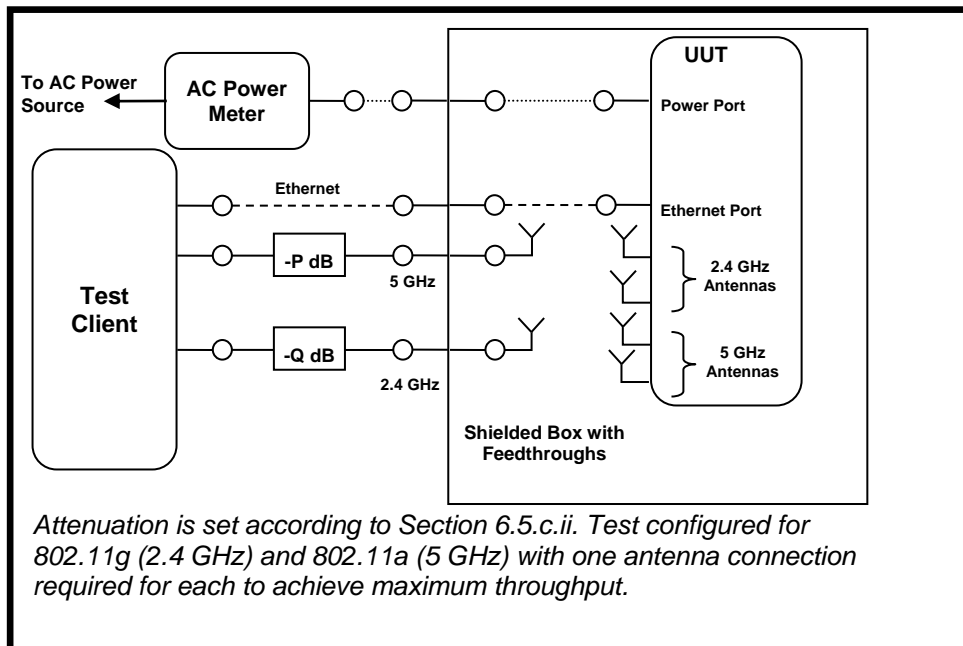 UUT
To AC Power
Source
AC Power
Meter
Power Port
Ethernet
Ethernet Port
-P dB
5 GHz
2.4 GHz
Antennas
Test
Client
-Q dB
2.4 GHz
5 GHz
Antennas
Shielded Box with
Feedthroughs
Attenuation is set according to Section 6.5.c.ii. Test configured for
802.11g (2.4 GHz) and 802.11a (5 GHz) with one antenna connection
required for each to achieve maximum throughput.